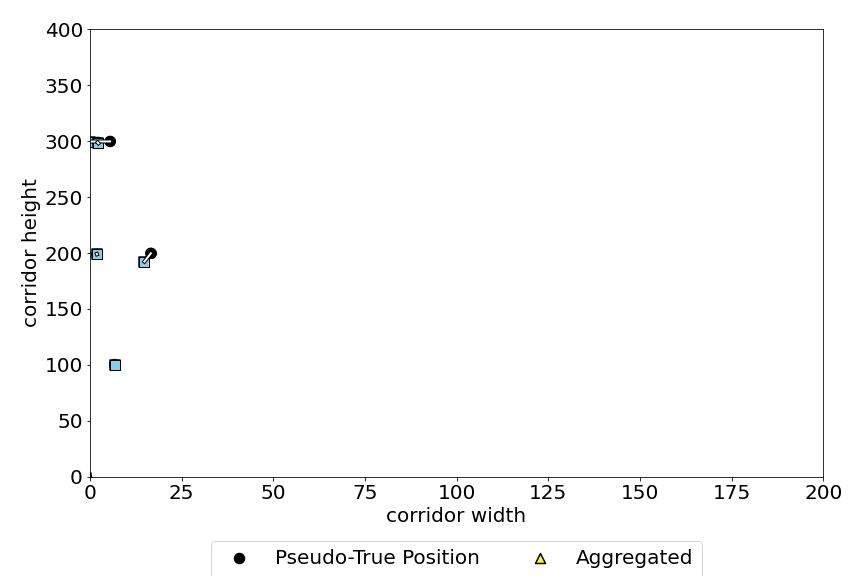 400
350
300
250
200
150
100
50
0
corridor height
0 25 50 75 100 125 150 175 200
corridor width
Pseudo-True Position Aggregated